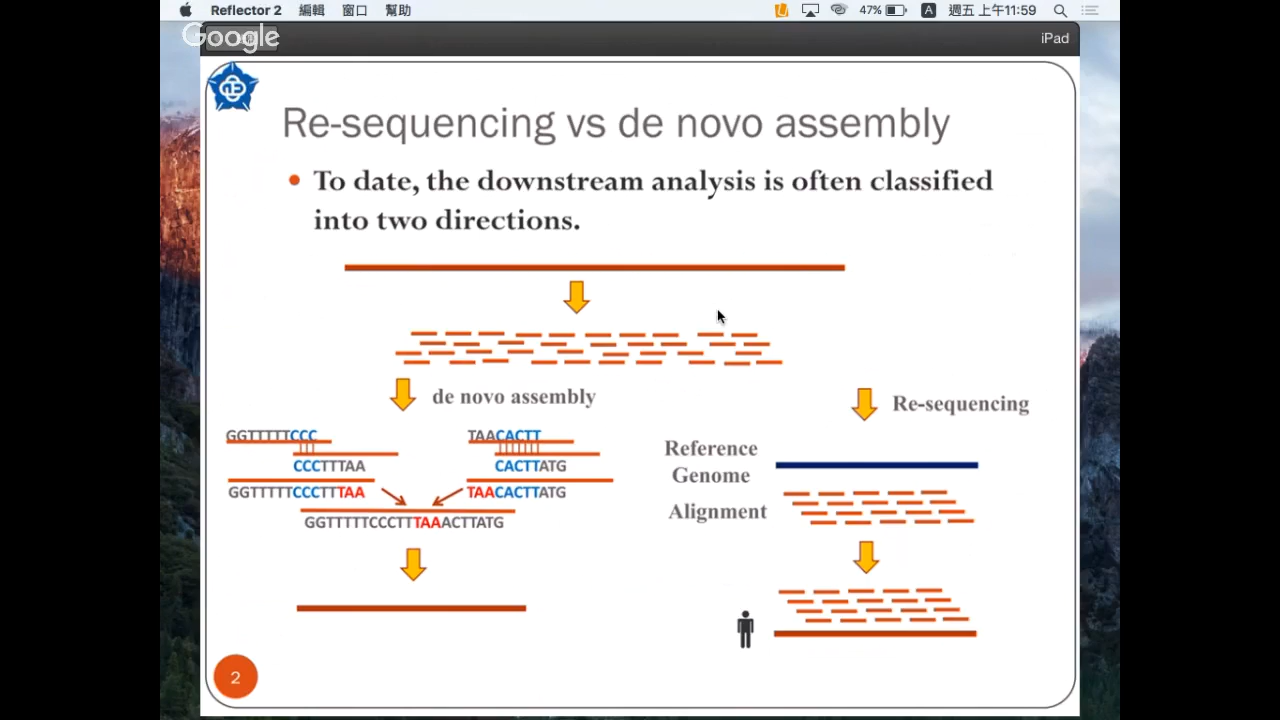 Reflector 2 編輯 窗口 幫助 47% A 週五 上午11:59
Google
iPad
Re-sequencing vs de novo assembly
To date, the downstream analysis is often classified
into two directions.
de novo assembly
Re-sequencing
GGTTTTTCCC
TAACACTT
CCCTTTAA
CACTTATG
GGTTTTTCCCTTTAA
TAACACTTATG
GGTTTTTCCCTTTAAACTTATG
Reference
Genome
Alignment
2